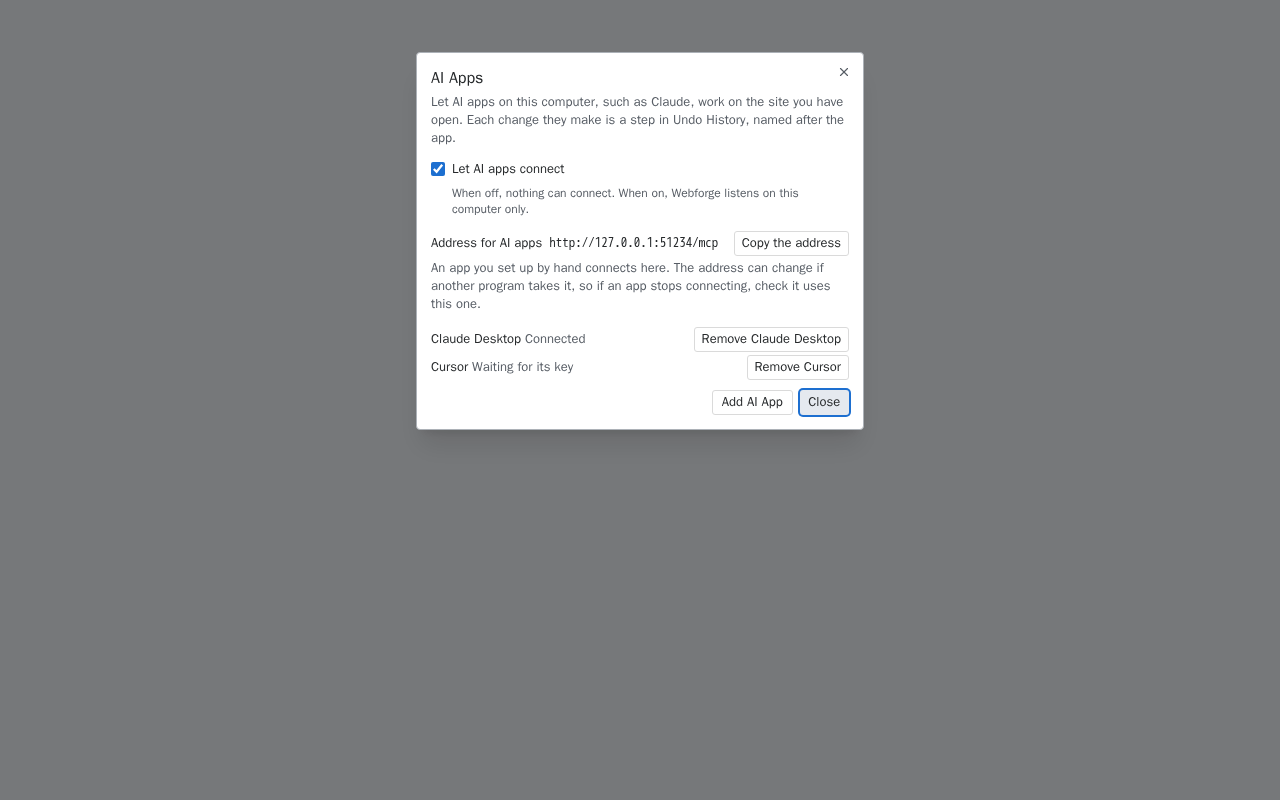 AI Apps
Let AI apps on this computer, such as Claude, work on the site you have
open. Each change they make is a step in Undo History, named after the
app.
Let AI apps connect
When off, nothing can connect. When on, Webforge listens on this
computer only.
Address for AI apps http://127.0.0.1:51234/mcp Copy the address
An app you set up by hand connects here. The address can change if
another program takes it, so if an app stops connecting, check it uses
this one.
Claude Desktop Connected Remove Claude Desktop
Cursor Waiting for its key Remove Cursor
Add AI App Close